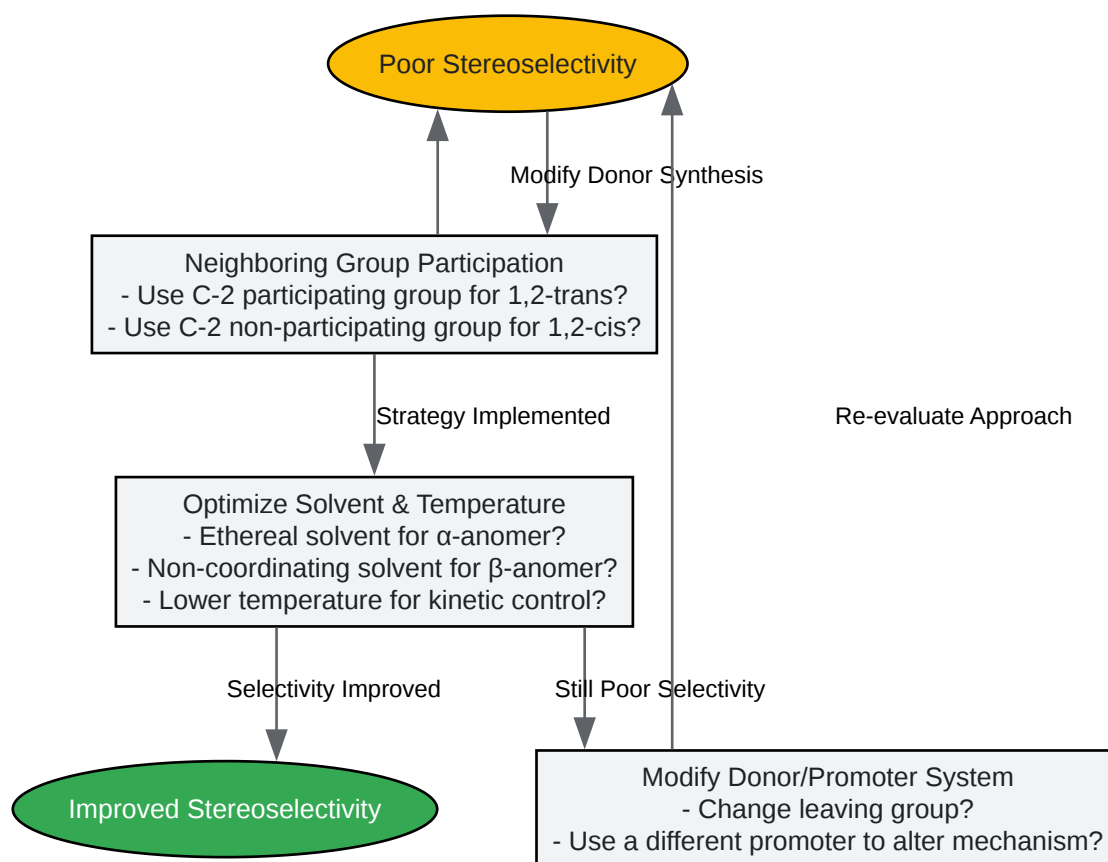 Poor Stereoselectivity
Modify Donor Synthesis
Neighboring Group Participation
- Use C-2 participating group for 1,2-trans?
- Use C-2 non-participating group for 1,2-cis?
Strategy Implemented
Re-evaluate Approach
Optimize Solvent & Temperature
- Ethereal solvent for α-anomer?
- Non-coordinating solvent for β-anomer?
- Lower temperature for kinetic control?
Selectivity Improved
Still Poor Selectivity
Improved Stereoselectivity
Modify Donor/Promoter System
- Change leaving group?
- Use a different promoter to alter mechanism?